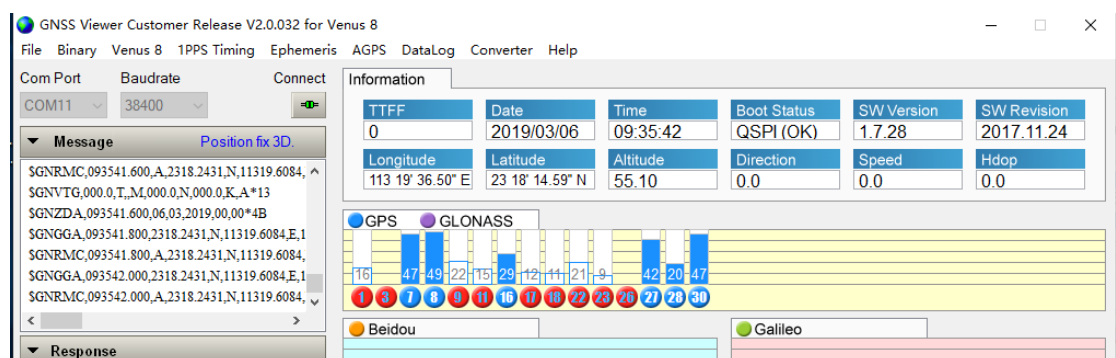 GNSS Viewer Customer Release V2.0.032 for Venus 8
File Binary Venus 8 1PPS Timing Ephemeris AGPS DataLog Converter Help
Com Port Baudrate Connect
COM11 38400
Message Position fix 3D.
$GNRMC,093541.600,A,2318.2431,N,11319.6084,
$GNVTG,000.0,T,,M,000.0,N,000.0,K,A*13
$GNZDA,093541.600,06,03,2019,00,00*4B
$GNGGA,093541.800,2318.2431,N,11319.6084,E,1
$GNRMC,093541.800,A,2318.2431,N,11319.6084,
$GNGGA,093542.000,2318.2431,N,11319.6084,E,1
$GNRMC,093542.000,A,2318.2431,N,11319.6084,
Response
Information
TTFF Date Time Boot Status SW Version SW Revision
0 2019/03/06 09:35:42 QSPI (OK) 1.7.28 2017.11.24
Longitude Latitude Altitude Direction Speed Hdop
113 19' 36.50" E 23 18' 14.59" N 55.10 0.0 0.0 0.0
GPS GLONASS
16 47 49 22 15 29 12 11 21 9 42 20 47
1 3 7 8 9 11 16 17 18 22 23 26 27 28 30
Beidou Galileo